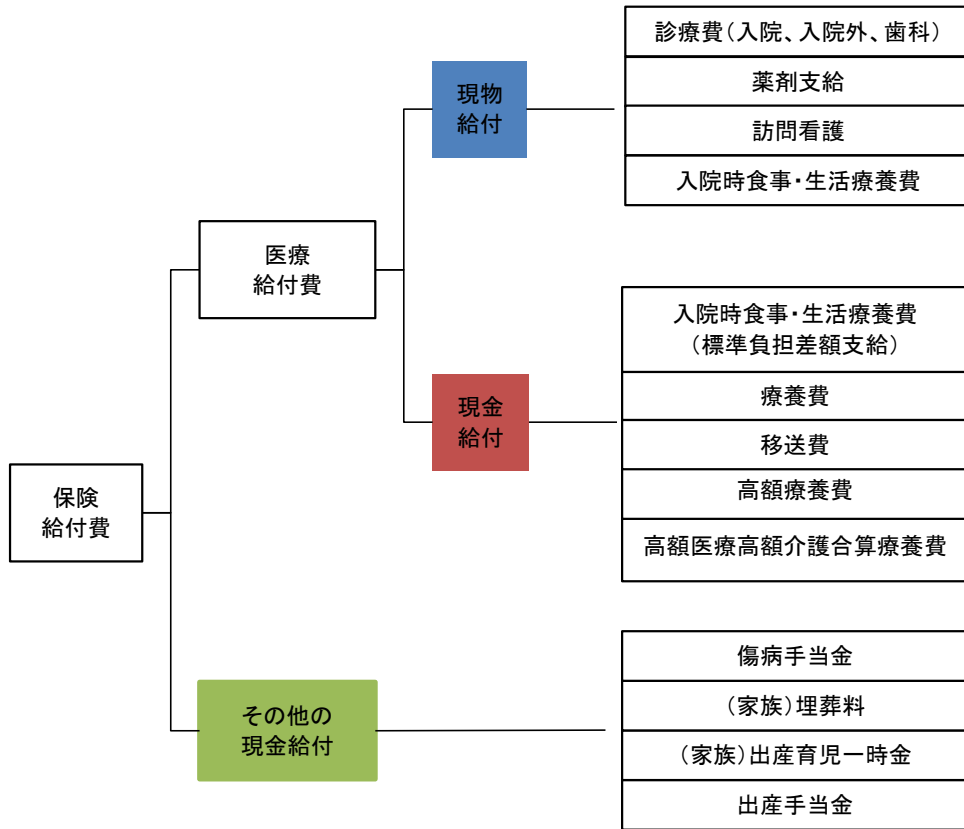 保険
給付費
医療
給付費
現物
給付
診療費(入院、入院外、歯科)
薬剤支給
訪問看護
入院時食事・生活療養費
現金
給付
入院時食事・生活療養費
(標準負担差額支給)
療養費
移送費
高額療養費
高額医療高額介護合算療養費
その他の
現金給付
傷病手当金
(家族)埋葬料
(家族)出産育児一時金
出産手当金